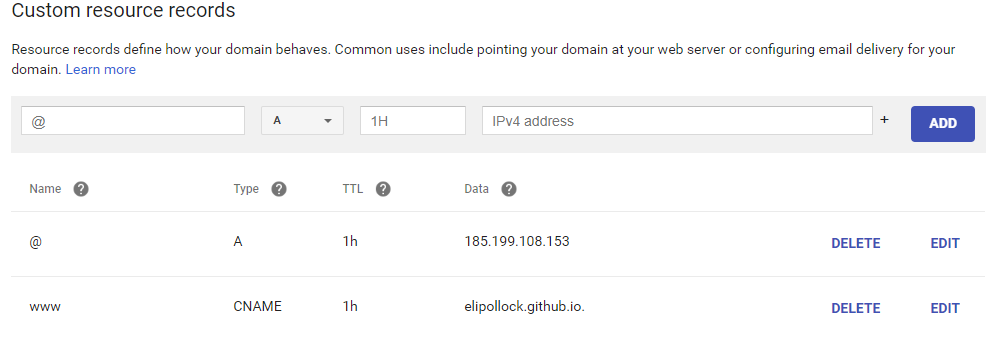 Custom resource records
Resource records define how your domain behaves. Common uses include pointing your domain at your web server or configuring email delivery for your
domain. Learn more
@ A 1H IPv4 address + ADD
Name ? Type ? TTL ? Data ?
@ A 1h 185.199.108.153 DELETE EDIT
www CNAME 1h elipollock.github.io. DELETE EDIT